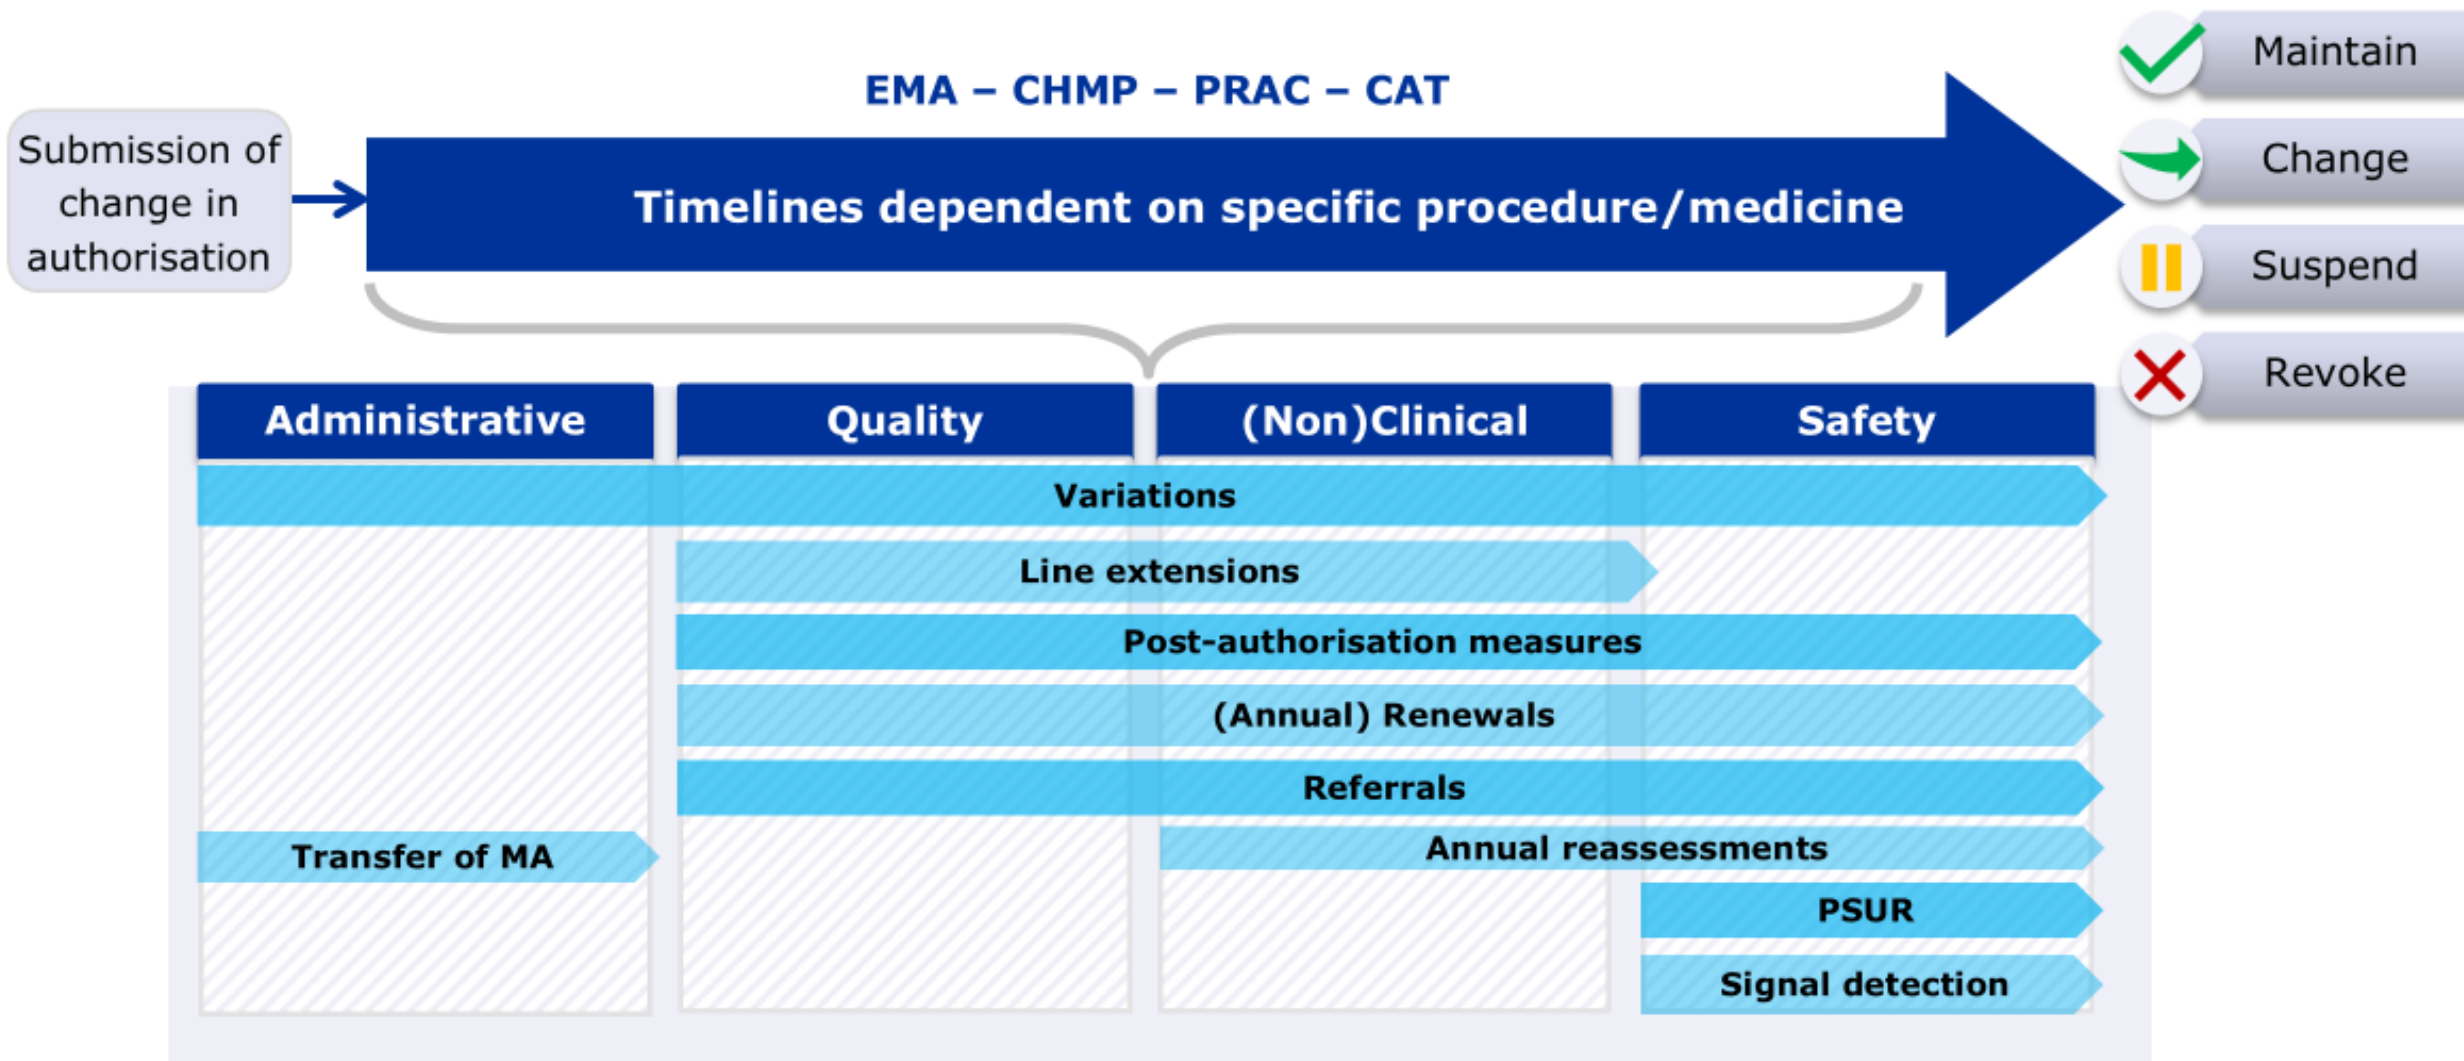 EMA – CHMP – PRAC – CAT
Submission of
change in
authorisation
Timelines dependent on specific procedure/medicine
Maintain
Change
Suspend
Revoke
Administrative
Quality
(Non)Clinical
Safety
Variations
Line extensions
Post-authorisation measures
(Annual) Renewals
Referrals
Transfer of MA
Annual reassessments
PSUR
Signal detection